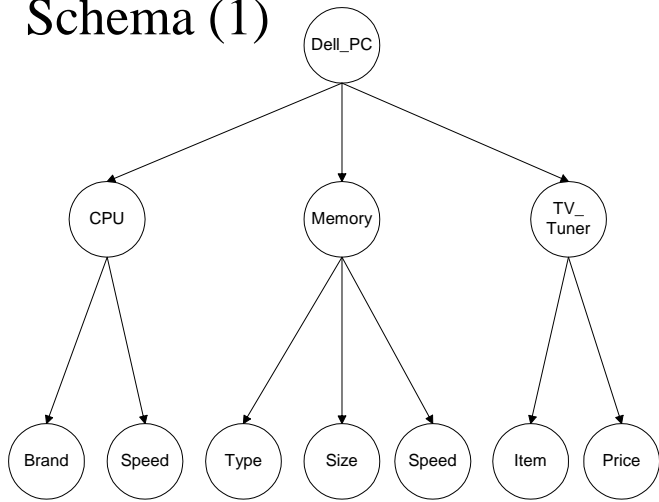 Schema (1)
Dell_PC
CPU
Memory
TV_
Tuner
Brand
Speed
Type
Size
Speed
Item
Price